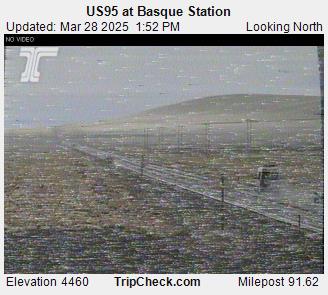 US95 at Basque Station
Updated: Mar 28 2025 1:52 PM Looking North
NO VIDEO
Elevation 4460 TripCheck.com Milepost 91.62